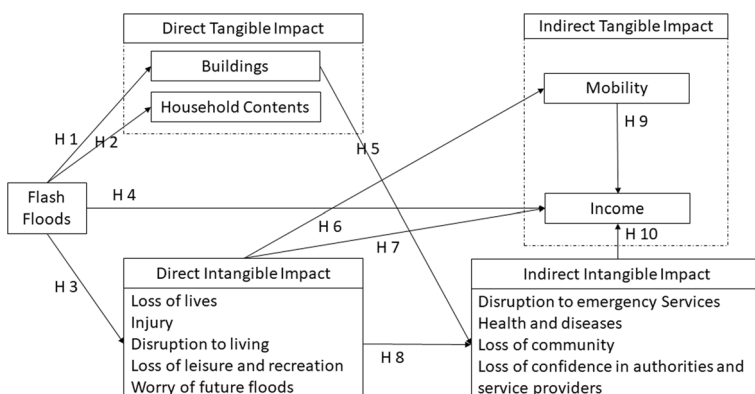 Direct Tangible Impact
Buildings
Household Contents
Indirect Tangible Impact
Mobility
H 9
Income
H 10
H 1
H 2
H 5
Flash
Floods
H 4
H 6
H 7
H 3
Direct Intangible Impact
Loss of lives
Injury
Disruption to living
Loss of leisure and recreation
Worry of future floods
H 8
Indirect Intangible Impact
Disruption to emergency Services
Health and diseases
Loss of community
Loss of confidence in authorities and
service providers